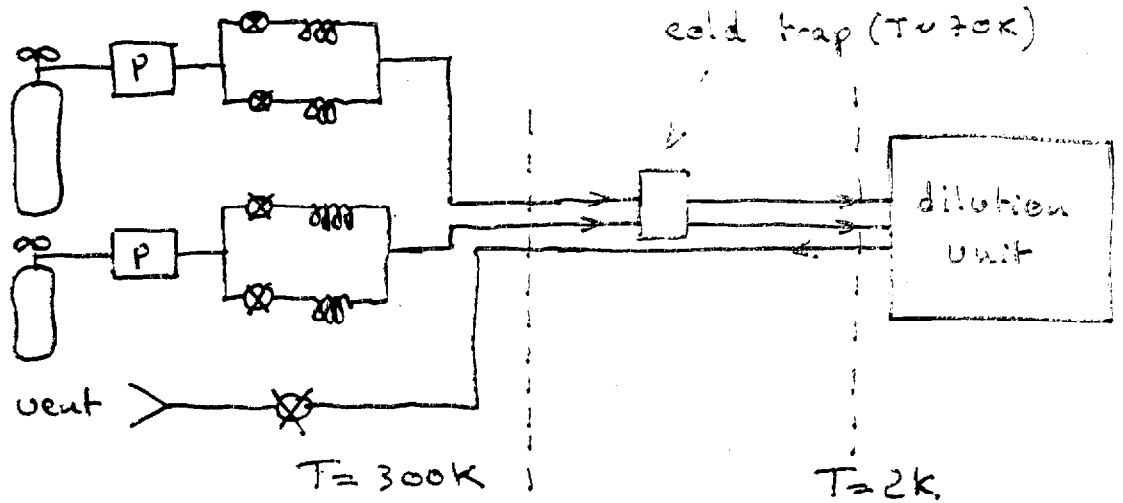 cold trap (T~70K)
P
P
dilution
unit
vent
T=300K
T=2K.